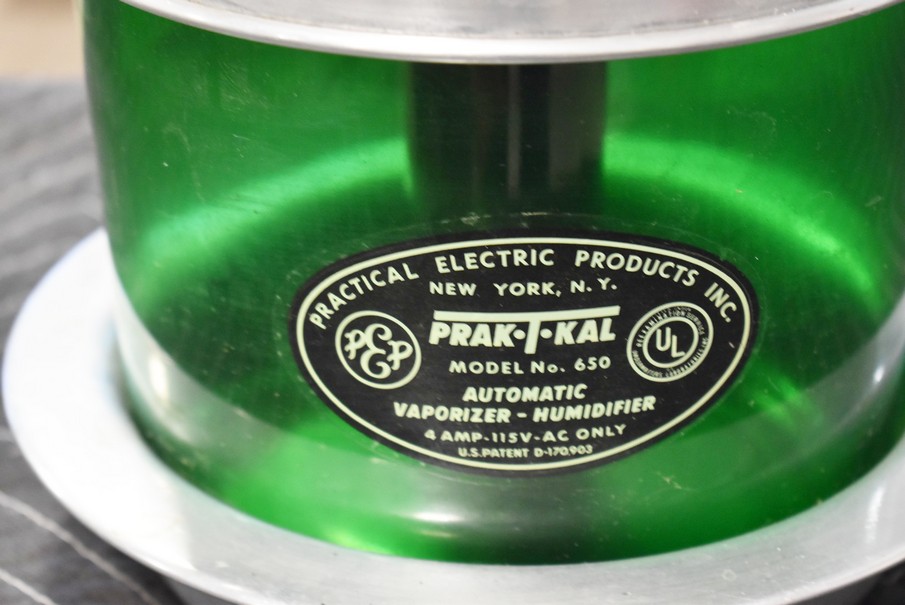 PRACTICAL ELECTRIC PRODUCTS INC.
NEW YORK, N.Y.
PRAK·T·KAL
PEP
UL
MODEL No. 650
AUTOMATIC
VAPORIZER - HUMIDIFIER
4 AMP-115V-AC ONLY
U.S. PATENT D-170,903